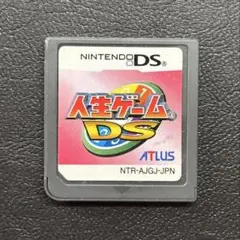 NINTENDO DS
人生ゲーム
DS
ATLUS
NTR-AJGJ-JPN